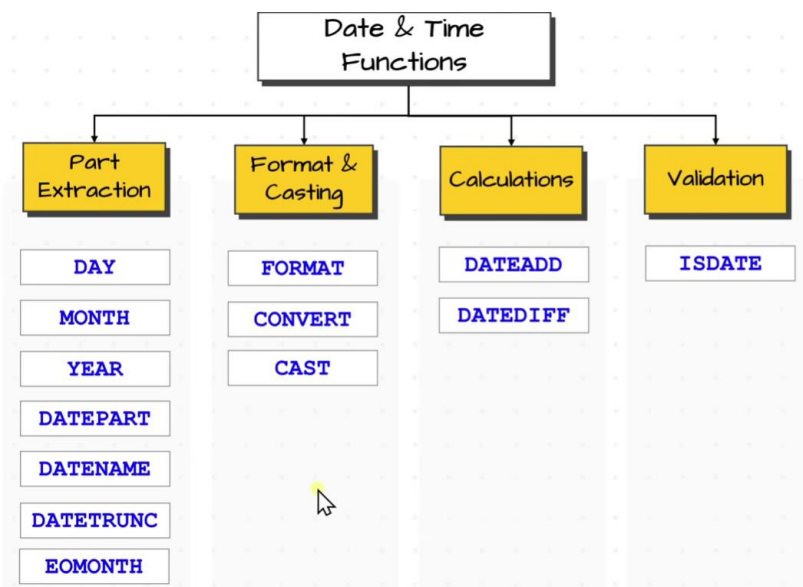 Date & Time
Functions
Part
Extraction
DAY
MONTH
YEAR
DATEPART
DATENAME
DATETRUNC
EOMONTH
Format &
Casting
FORMAT
CONVERT
CAST
Calculations
DATEADD
DATEDIFF
Validation
ISDATE